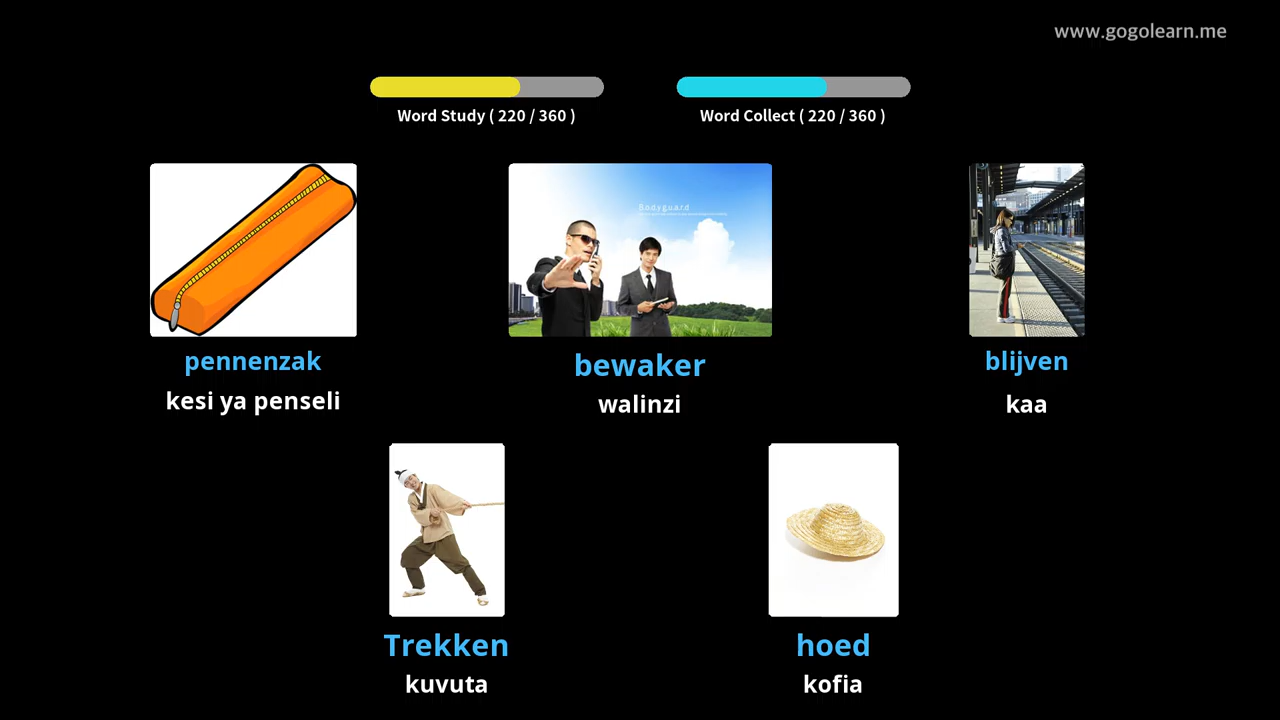 www.gogolearn.me
Word Study ( 220 / 360 )
Word Collect ( 220 / 360 )
Bodyguard
pennenzak
kesi ya penseli
bewaker
walinzi
blijven
kaa
Trekken
kuvuta
hoed
kofia